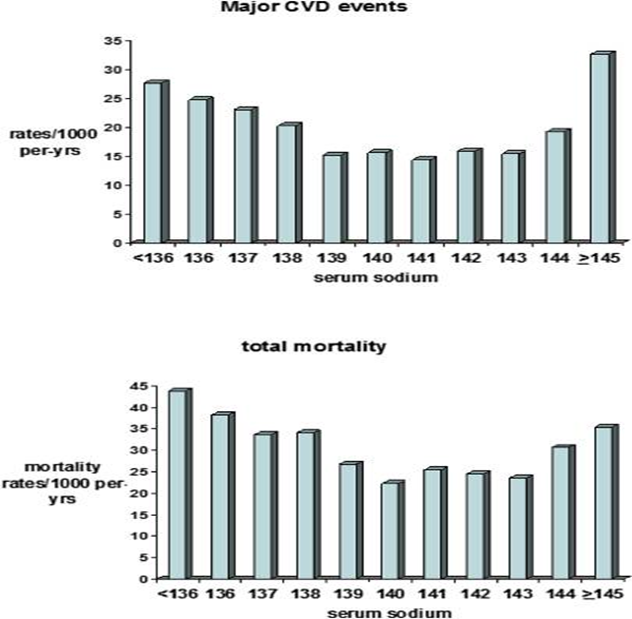 Major CVD events
35
30
25
20
15
10
5
0
rates/1000
per-yrs
<136 136 137 138 139 140 141 142 143 144 ≥145
serum sodium
total mortality
45
40
35
30
25
20
15
10
5
0
mortality
rates/1000 per-
yrs
<136 136 137 138 139 140 141 142 143 144 ≥145
serum sodium